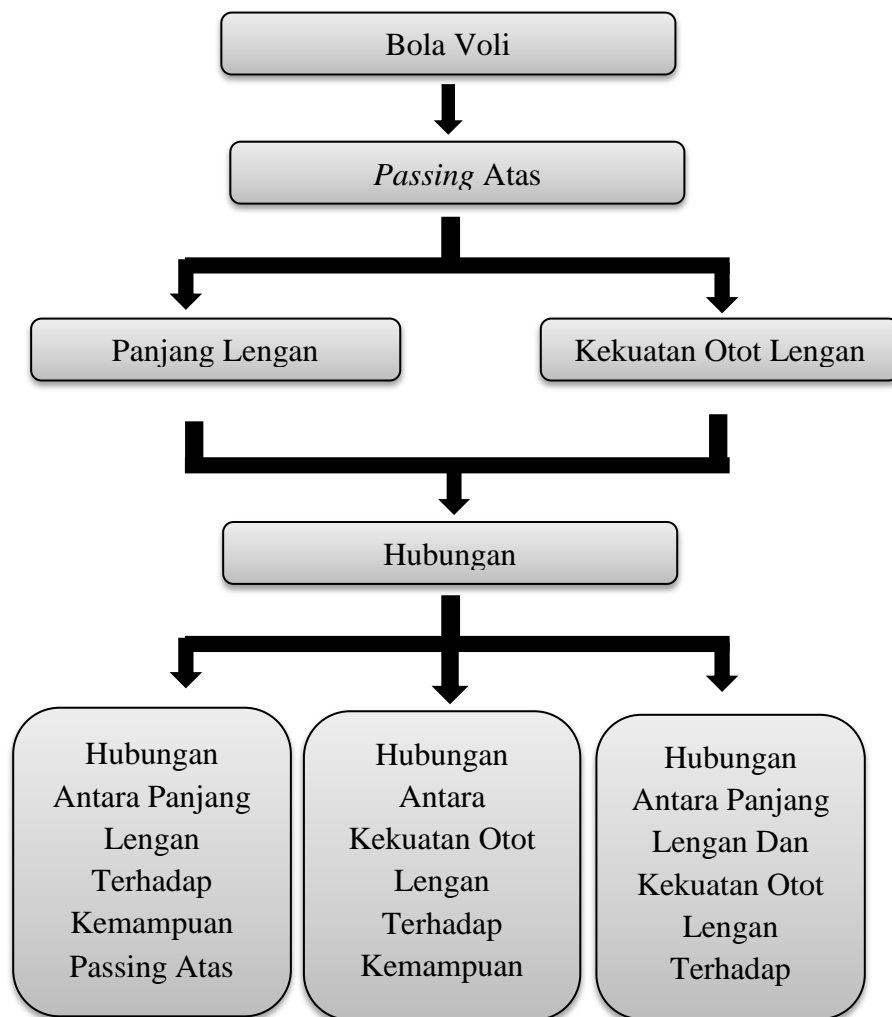 Bola Voli
Passing Atas
Panjang Lengan
Kekuatan Otot Lengan
Hubungan
Hubungan
Antara Panjang
Lengan
Terhadap
Kemampuan
Passing Atas
Hubungan
Antara
Kekuatan Otot
Lengan
Terhadap
Kemampuan
Hubungan
Antara Panjang
Lengan Dan
Kekuatan Otot
Lengan
Terhadap